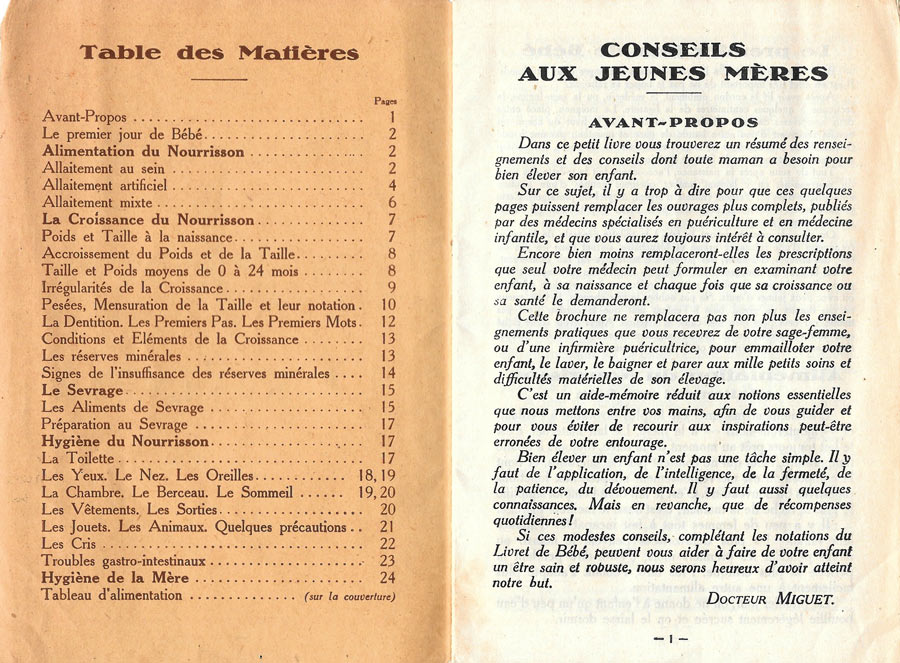 Table des Matières
Pages
Avant-Propos . . . . . . . . . . . . . . . . . . . . . . . . . . . . 1
Le premier jour de Bébé . . . . . . . . . . . . . . . . . . . . 2
Alimentation du Nourrisson . . . . . . . . . . . . . . 2
Allaitement au sein . . . . . . . . . . . . . . . . . . . . . . . . 2
Allaitement artificiel . . . . . . . . . . . . . . . . . . . . . . . 4
Allaitement mixte . . . . . . . . . . . . . . . . . . . . . . . . . 6
La Croissance du Nourrisson . . . . . . . . . . . . . 7
Poids et Taille à la naissance . . . . . . . . . . . . . . . . 7
Accroissement du Poids et de la Taille . . . . . . . . 8
Taille et Poids moyens de 0 à 24 mois . . . . . . . . 8
Irrégularités de la Croissance . . . . . . . . . . . . . . . . . 9
Pesées, Mensuration de la Taille et leur notation . 10
La Dentition. Les Premiers Pas. Les Premiers Mots . 12
Conditions et Eléments de la Croissance . . . . . . . . 13
Les réserves minérales . . . . . . . . . . . . . . . . . . . . . . 13
Signes de l'insuffisance des réserves minérales . . . . 14
Le Sevrage . . . . . . . . . . . . . . . . . . . . . . . . . . . . . 15
Les Aliments de Sevrage . . . . . . . . . . . . . . . . . . . 15
Préparation au Sevrage . . . . . . . . . . . . . . . . . . . . . 17
Hygiène du Nourrisson . . . . . . . . . . . . . . . . . . . 17
La Toilette . . . . . . . . . . . . . . . . . . . . . . . . . . . . . . 17
Les Yeux. Le Nez. Les Oreilles . . . . . . . . . . . . . 18, 19
La Chambre. Le Berceau. Le Sommeil . . . . . . 19, 20
Les Vêtements. Les Sorties . . . . . . . . . . . . . . . . . . 20
Les Jouets. Les Animaux. Quelques précautions . . 21
Les Cris . . . . . . . . . . . . . . . . . . . . . . . . . . . . . . . . 22
Troubles gastro-intestinaux . . . . . . . . . . . . . . . . . . . 23
Hygiène de la Mère . . . . . . . . . . . . . . . . . . . . . 24
Tableau d'alimentation . . . . . . . . . . . . . . (sur la couverture)
CONSEILS
AUX JEUNES MÈRES
AVANT-PROPOS
Dans ce petit livre vous trouverez un résumé des rensei-
gnements et des conseils dont toute maman a besoin pour
bien élever son enfant.
Sur ce sujet, il y a trop à dire pour que ces quelques
pages puissent remplacer les ouvrages plus complets, publiés
par des médecins spécialisés en puériculture et en médecine
infantile, et que vous aurez toujours intérêt à consulter.
Encore bien moins remplaceront-elles les prescriptions
que seul votre médecin peut formuler en examinant votre
enfant, à sa naissance et chaque fois que sa croissance ou
sa santé le demanderont.
Cette brochure ne remplacera pas non plus les ensei-
gnements pratiques que vous recevrez de votre sage-femme,
ou d'une infirmière puéricultrice, pour emmailloter votre
enfant, le laver, le baigner et parer aux mille petits soins et
difficultés matérielles de son élevage.
C'est un aide-mémoire réduit aux notions essentielles
que nous mettons entre vos mains, afin de vous guider et
pour vous éviter de recourir aux inspirations peut-être
erronées de votre entourage.
Bien élever un enfant n'est pas une tâche simple. Il y
faut de l'application, de l'intelligence, de la fermeté, de
la patience, du dévouement. Il y faut aussi quelques
connaissances. Mais en revanche, que de récompenses
quotidiennes !
Si ces modestes conseils, complétant les notations du
Livret de Bébé, peuvent vous aider à faire de votre enfant
un être sain et robuste, nous serons heureux d'avoir atteint
notre but.
DOCTEUR MIGUET.
— 1 —